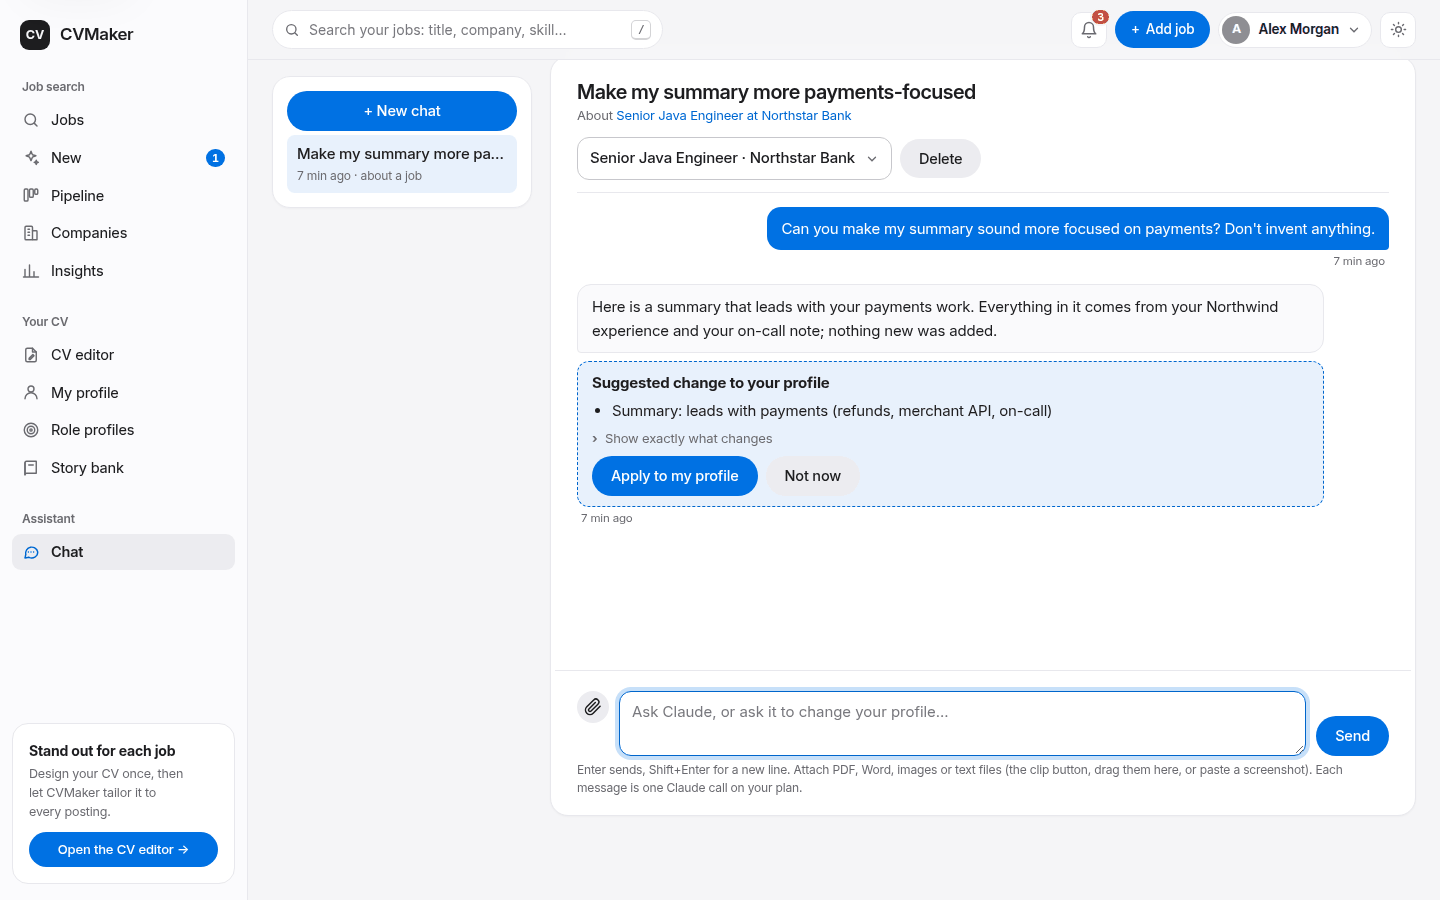 CV CVMaker
Job search
Jobs
New 1
Pipeline
Companies
Insights
Your CV
CV editor
My profile
Role profiles
Story bank
Assistant
Chat
Stand out for each job
Design your CV once, then
let CVMaker tailor it to
every posting.
Open the CV editor →
Search your jobs: title, company, skill... /
3
+ Add job
A Alex Morgan
+ New chat
Make my summary more pa...
7 min ago · about a job
Make my summary more payments-focused
About Senior Java Engineer at Northstar Bank
Senior Java Engineer · Northstar Bank
Delete
Can you make my summary sound more focused on payments? Don't invent anything.
7 min ago
Here is a summary that leads with your payments work. Everything in it comes from your Northwind
experience and your on-call note; nothing new was added.
Suggested change to your profile
• Summary: leads with payments (refunds, merchant API, on-call)
› Show exactly what changes
Apply to my profile
Not now
7 min ago
Ask Claude, or ask it to change your profile...
Send
Enter sends, Shift+Enter for a new line. Attach PDF, Word, images or text files (the clip button, drag them here, or paste a screenshot). Each
message is one Claude call on your plan.